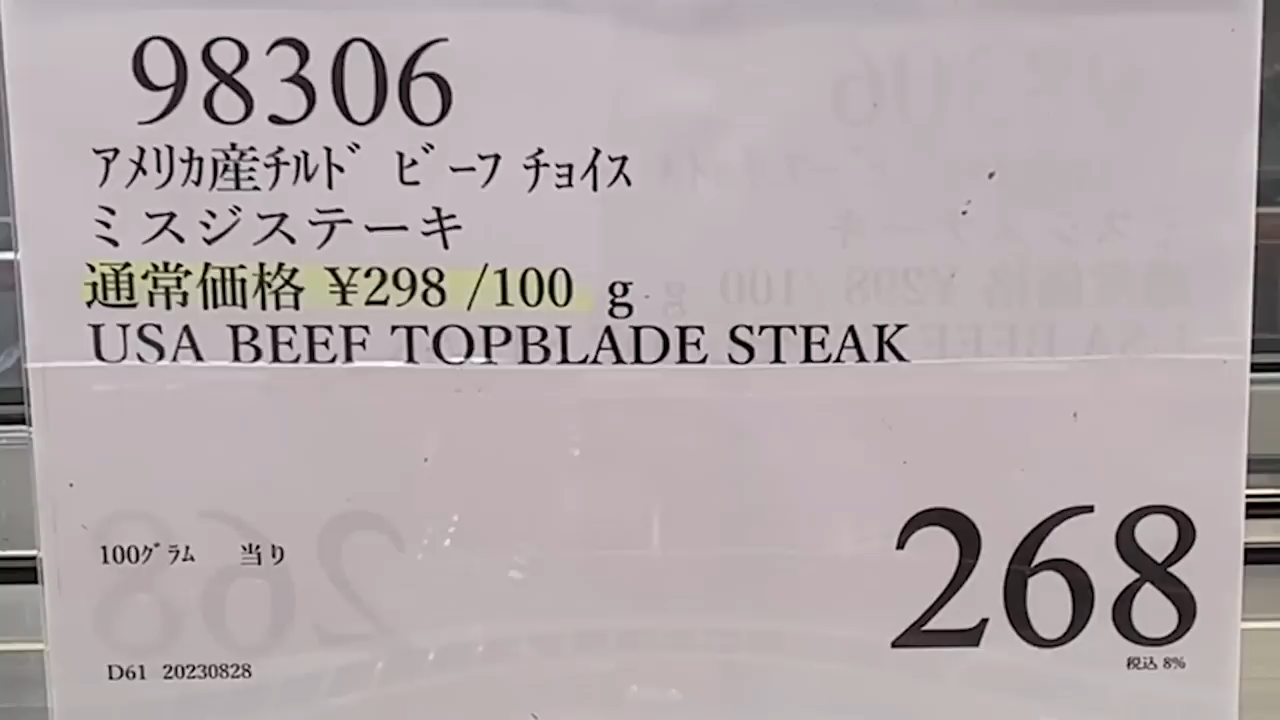 98306
ｱﾒﾘｶ産ﾁﾙﾄﾞ ﾋﾞｰﾌ ﾁｮｲｽ
ミスジステーキ
通常価格 ¥298 /100 g
USA BEEF TOPBLADE STEAK
100ｸﾞﾗﾑ 当り
268
税込 8%
D61 20230828